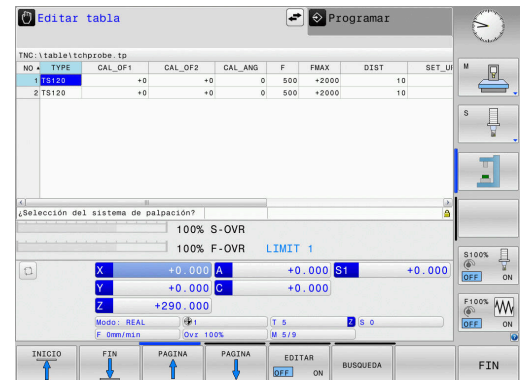 Editar tabla
Programar
TNC:\table\tchprobe.tp
NO TYPE CAL_OF1 CAL_OF2 CAL_ANG F FMAX DIST SET_U
1 TS120 +0 +0 0 500 +2000 10
2 TS120 +0 +0 0 500 +2000 10
¿Selección del sistema de palpación?
100% S-OVR
100% F-OVR LIMIT 1
X +0.000 A +0.000 S1 +0.000
Y +0.000 C +0.000
Z +290.000
Modo: REAL 1 T 5 Z S 0
F 0mm/min Ovr 100% M 5/9
M
S
S100%
OFF ON
F100%
OFF ON
INICIO
FIN
PAGINA
PAGINA
EDITAR
OFF ON
BUSQUEDA
FIN